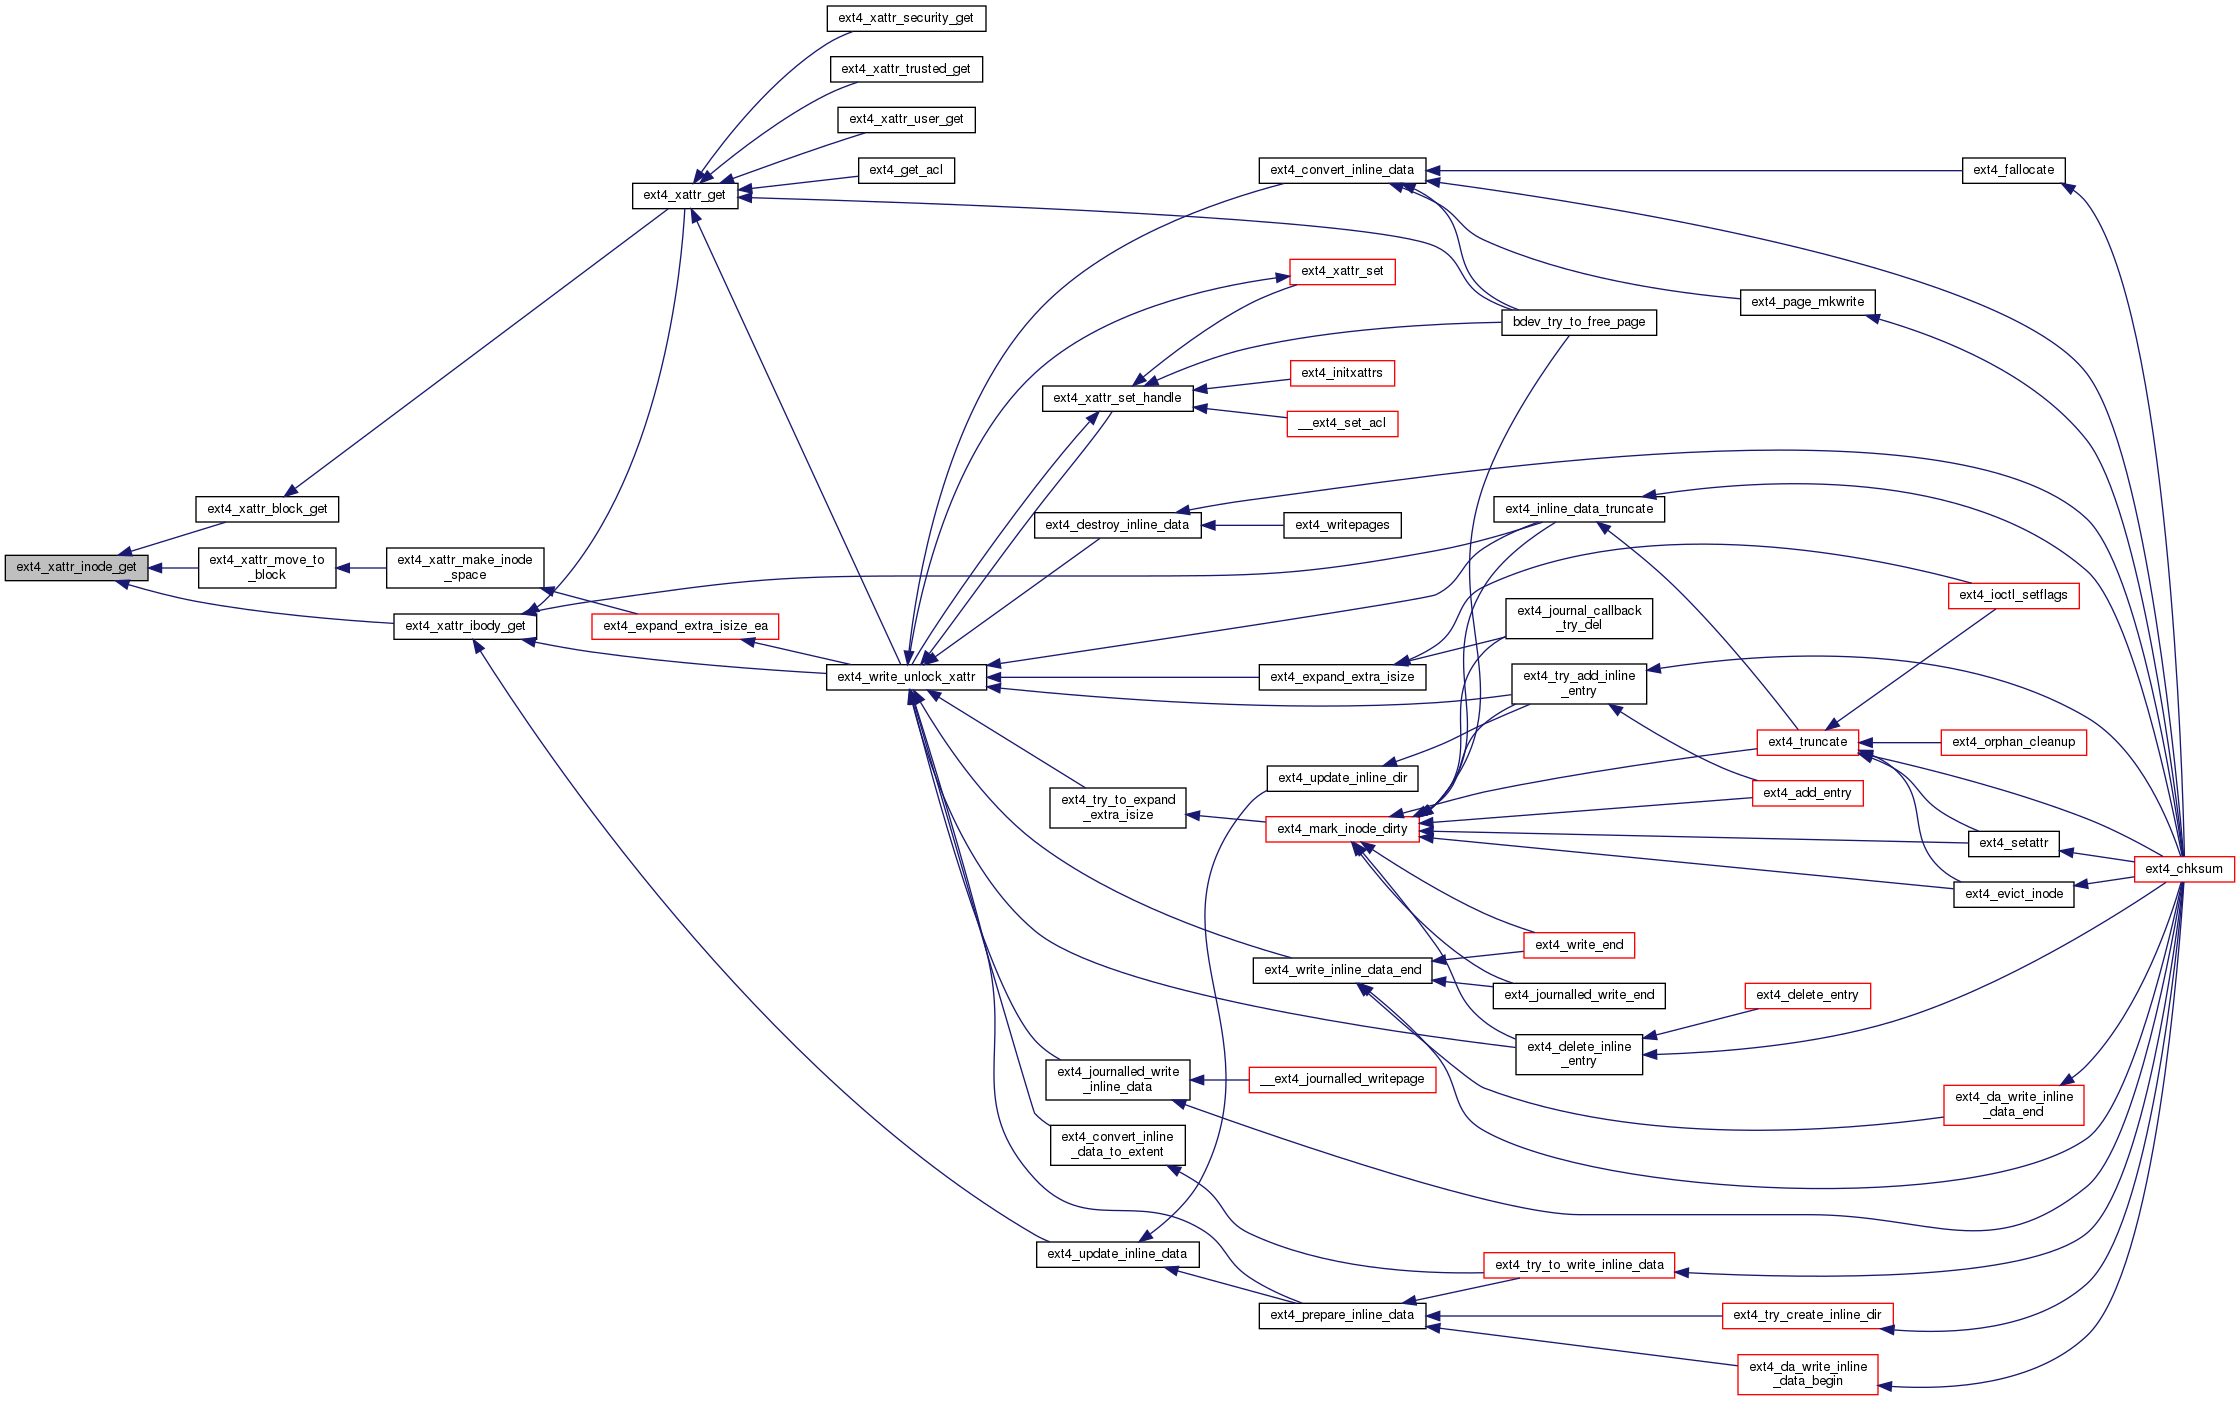 ext4_xattr_security_get
ext4_xattr_trusted_get
ext4_xattr_user_get
ext4_get_acl
ext4_xattr_get
ext4_convert_inline_data
ext4_fallocate
ext4_xattr_set
ext4_page_mkwrite
bdev_try_to_free_page
ext4_initxattrs
ext4_xattr_set_handle
__ext4_set_acl
ext4_xattr_block_get
ext4_destroy_inline_data
ext4_writepages
ext4_inline_data_truncate
ext4_xattr_inode_get
ext4_xattr_move_to
_block
ext4_xattr_make_inode
_space
ext4_ioctl_setflags
ext4_xattr_ibody_get
ext4_expand_extra_isize_ea
ext4_journal_callback
_try_del
ext4_write_unlock_xattr
ext4_expand_extra_isize
ext4_try_add_inline
_entry
ext4_truncate
ext4_orphan_cleanup
ext4_update_inline_dir
ext4_add_entry
ext4_try_to_expand
_extra_isize
ext4_mark_inode_dirty
ext4_setattr
ext4_chksum
ext4_evict_inode
ext4_write_end
ext4_write_inline_data_end
ext4_journalled_write_end
ext4_delete_entry
ext4_delete_inline
_entry
ext4_journalled_write
_inline_data
__ext4_journalled_writepage
ext4_da_write_inline
_data_end
ext4_convert_inline
_data_to_extent
ext4_update_inline_data
ext4_try_to_write_inline_data
ext4_prepare_inline_data
ext4_try_create_inline_dir
ext4_da_write_inline
_data_begin